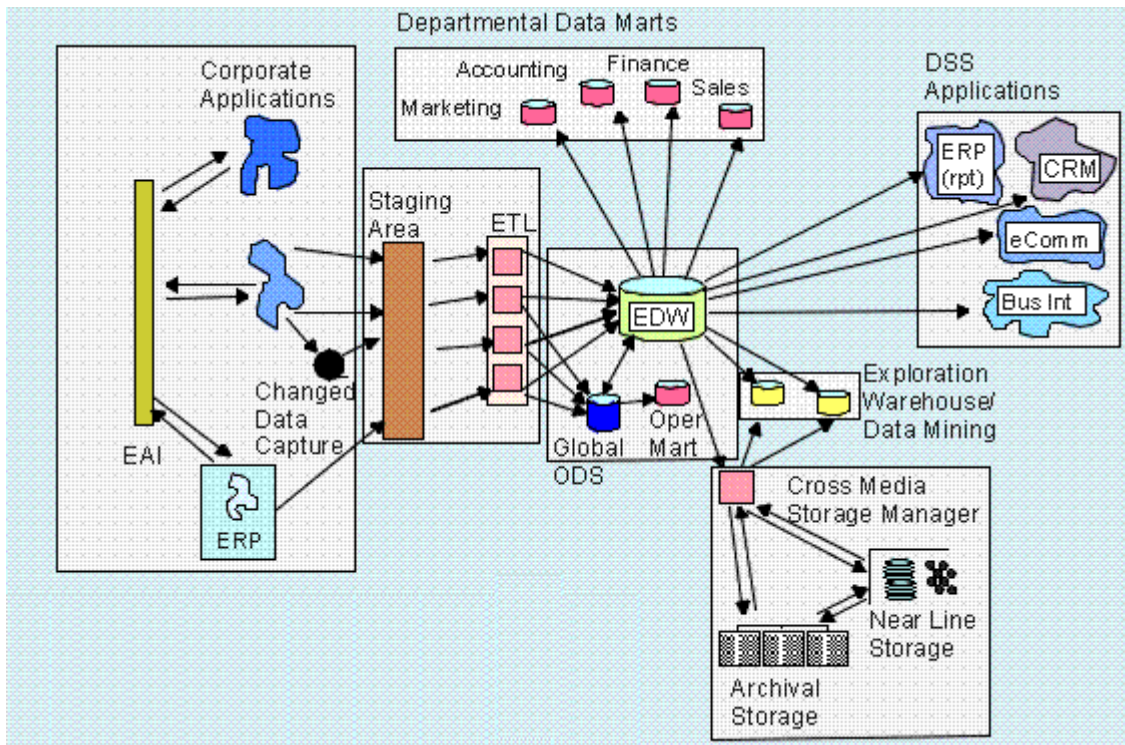 Departmental Data Marts
Corporate
Applications
Accounting
Finance
Marketing
Sales
DSS
Applications
ERP
(rpt)
CRM
eComm
Bus Int
Staging
Area
ETL
EDW
Changed
Data
Capture
EAI
ERP
Global
ODS
Oper
Mart
Exploration
Warehouse/
Data Mining
Cross Media
Storage Manager
Near Line
Storage
Archival
Storage